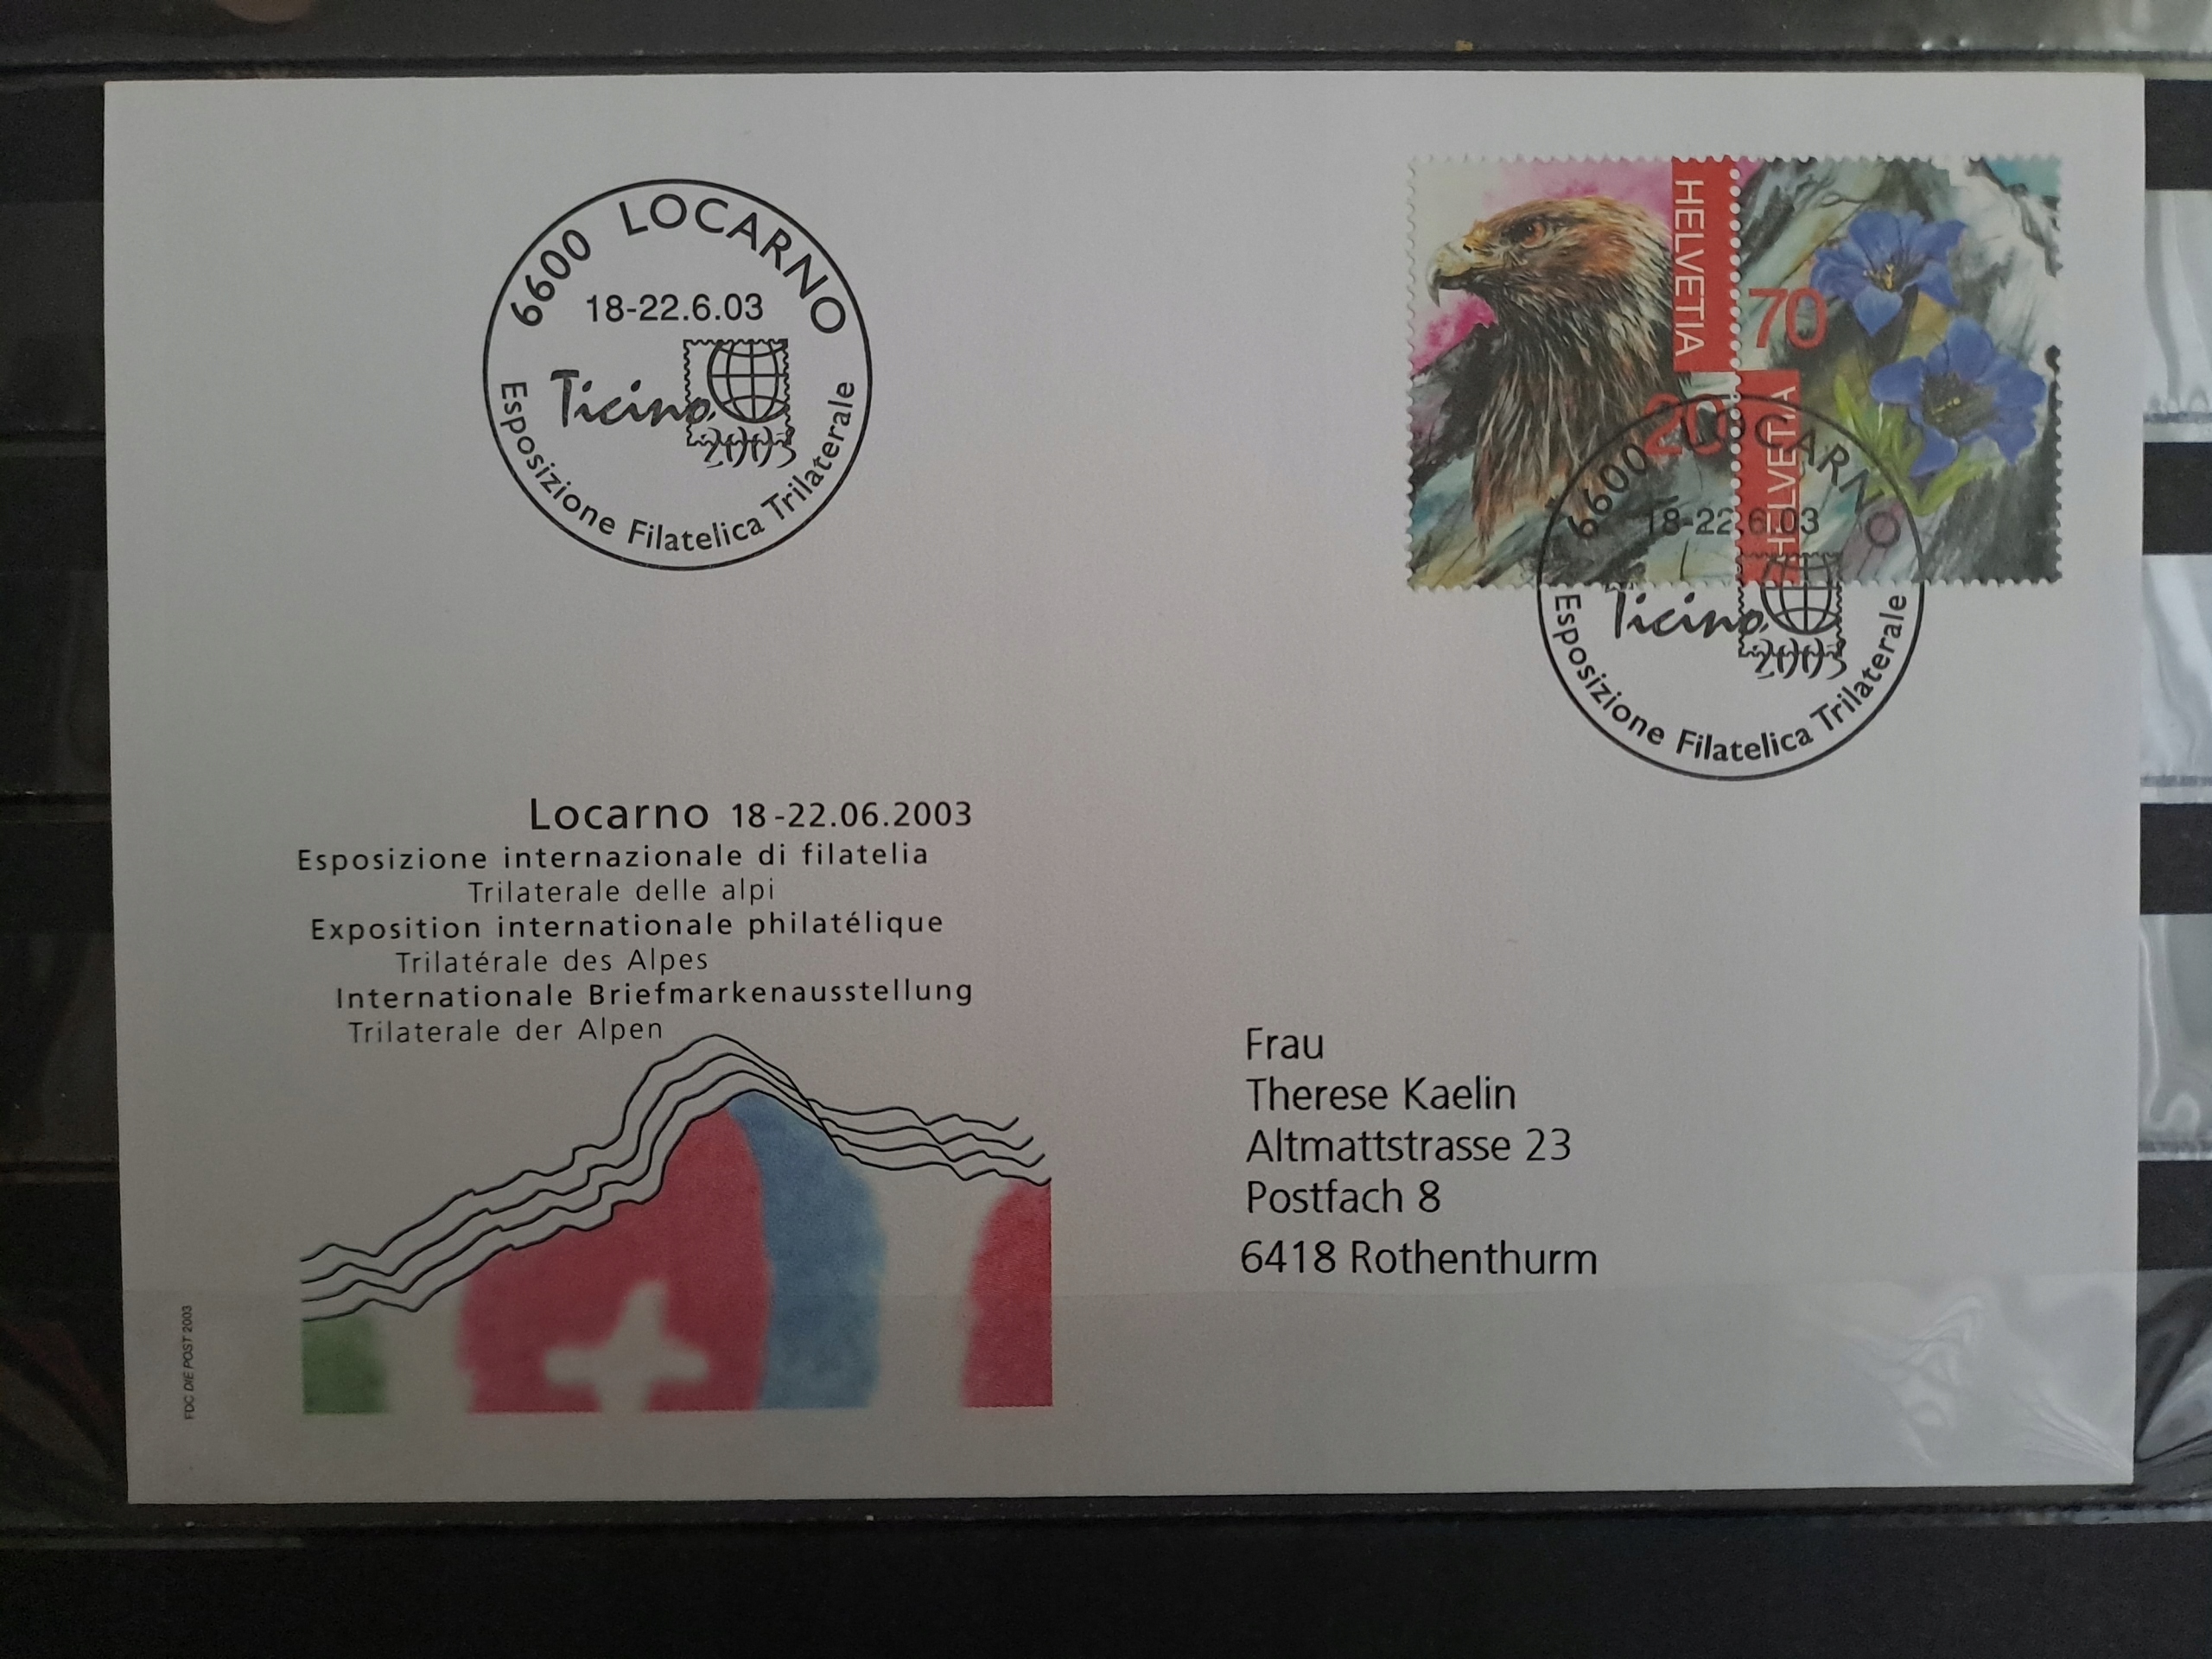 6600 LOCARNO
18-22.6.03
Ticino
2003
Esposizione Filatelica Trilaterale
HELVETIA
20
70
HELVETIA
6600 LOCARNO
18-22.6.03
Ticino
2003
Esposizione Filatelica Trilaterale
Locarno 18-22.06.2003
Esposizione internazionale di filatelia
Trilaterale delle alpi
Exposition internationale philatélique
Trilatérale des Alpes
Internationale Briefmarkenausstellung
Trilaterale der Alpen
Frau
Therese Kaelin
Altmattstrasse 23
Postfach 8
6418 Rothenthurm
FDC DIE POST 2003